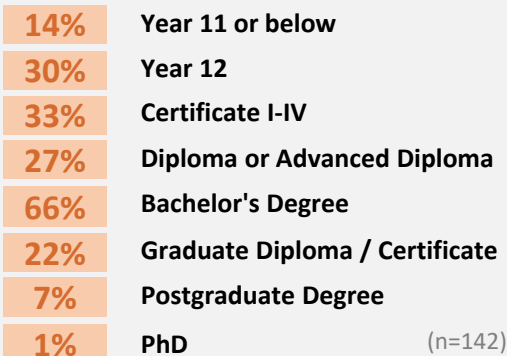 14% Year 11 or below
30% Year 12
33% Certificate I-IV
27% Diploma or Advanced Diploma
66% Bachelor's Degree
22% Graduate Diploma / Certificate
7% Postgraduate Degree
1% PhD (n=142)